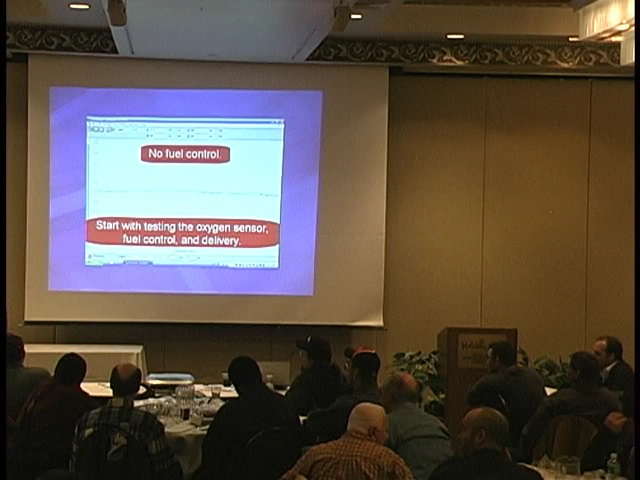 No fuel control.
Start with testing the oxygen sensor,
fuel control, and delivery.